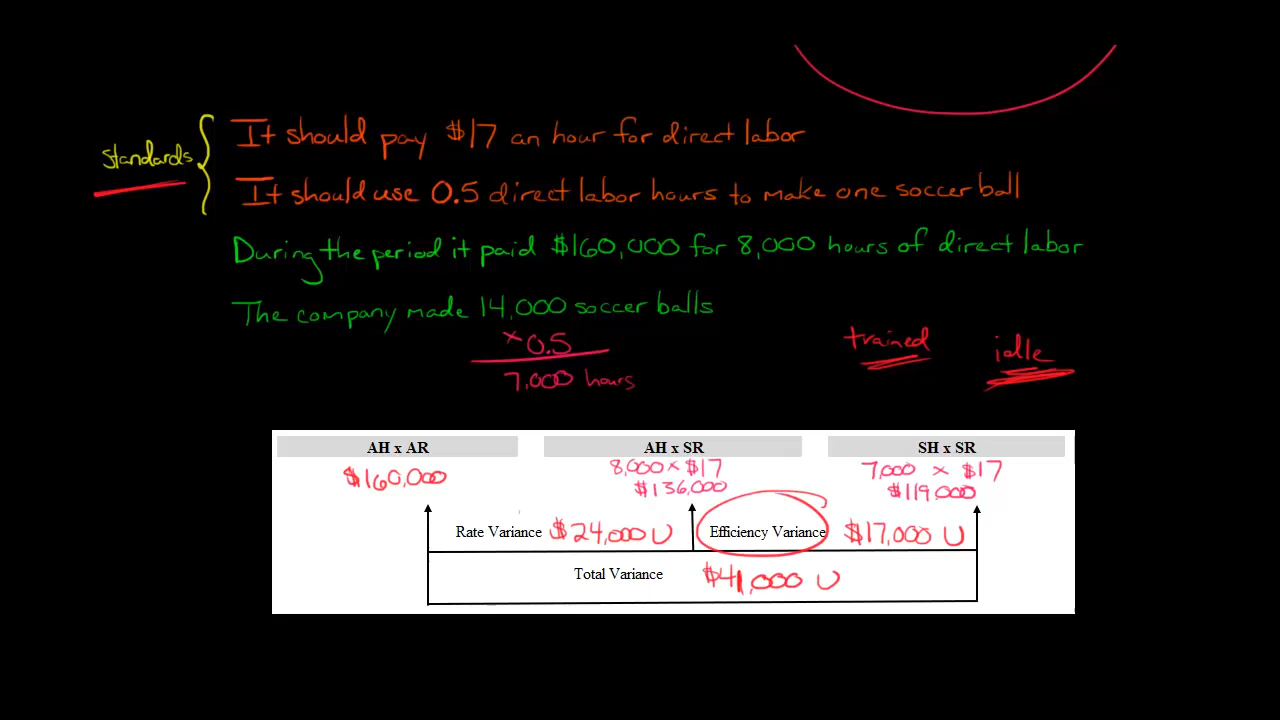 It should pay $17 an hour for direct labor
standards
It should use 0.5 direct labor hours to make one soccer ball
During the period it paid $160,000 for 8,000 hours of direct labor
The company made 14,000 soccer balls
x 0.5
7,000 hours
trained
idle
AH x AR AH x SR SH x SR
$160,000 8,000 x $17 7,000 x $17
$136,000 $119,000
Rate Variance $24,000 U Efficiency Variance $17,000 U
Total Variance $41,000 U